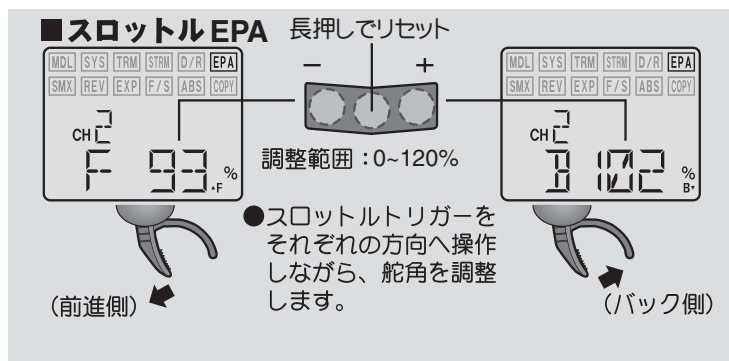 ■スロットルEPA
長押しでリセット
MDL SYS TRM STRM D/R EPA
SMX REV EXP F/S ABS COPY
CH2
F 93 %
▴F
− +
調整範囲：0~120%
MDL SYS TRM STRM D/R EPA
SMX REV EXP F/S ABS COPY
CH2
B 102 %
B▾
●スロットルトリガーを
それぞれの方向へ操作
しながら、舵角を調整
します。
（前進側）
（バック側）